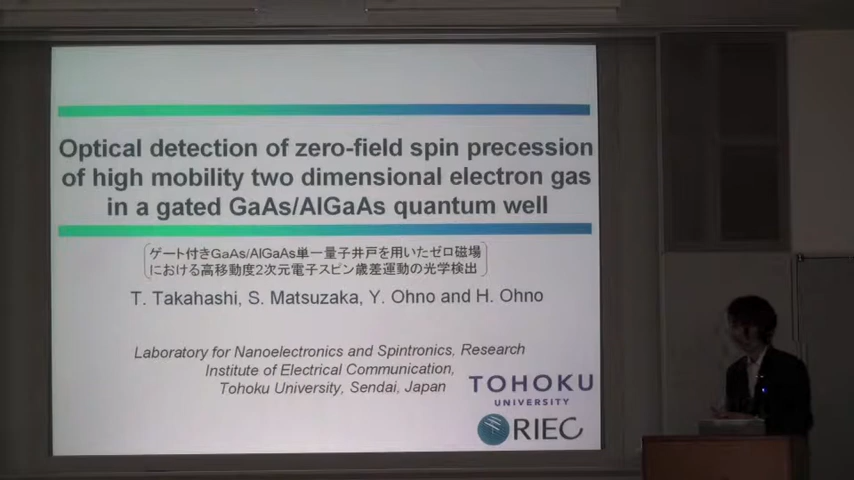 Optical detection of zero-field spin precession
of high mobility two dimensional electron gas
in a gated GaAs/AlGaAs quantum well
ゲート付きGaAs/AlGaAs単一量子井戸を用いたゼロ磁場
における高移動度2次元電子スピン歳差運動の光学検出
T. Takahashi, S. Matsuzaka, Y. Ohno and H. Ohno
Laboratory for Nanoelectronics and Spintronics, Research
Institute of Electrical Communication,
Tohoku University, Sendai, Japan
TOHOKU
UNIVERSITY
RIEC